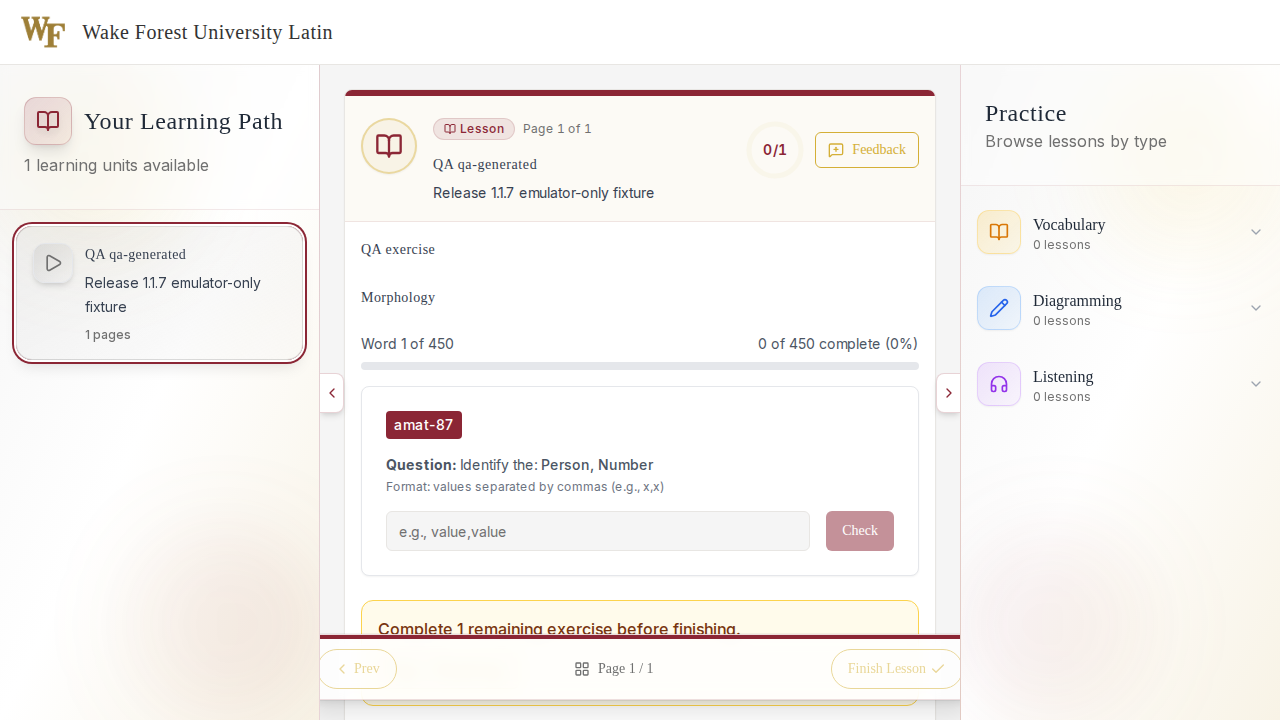 WF
Wake Forest University Latin
Your Learning Path
1 learning units available
QA qa-generated
Release 1.1.7 emulator-only
fixture
1 pages
Lesson
Page 1 of 1
QA qa-generated
Release 1.1.7 emulator-only fixture
0/1
Feedback
QA exercise
Morphology
Word 1 of 450
0 of 450 complete (0%)
amat-87
Question: Identify the: Person, Number
Format: values separated by commas (e.g., x,x)
e.g., value,value
Check
Complete 1 remaining exercise before finishing.
Prev
Page 1 / 1
Finish Lesson
Practice
Browse lessons by type
Vocabulary
0 lessons
Diagramming
0 lessons
Listening
0 lessons